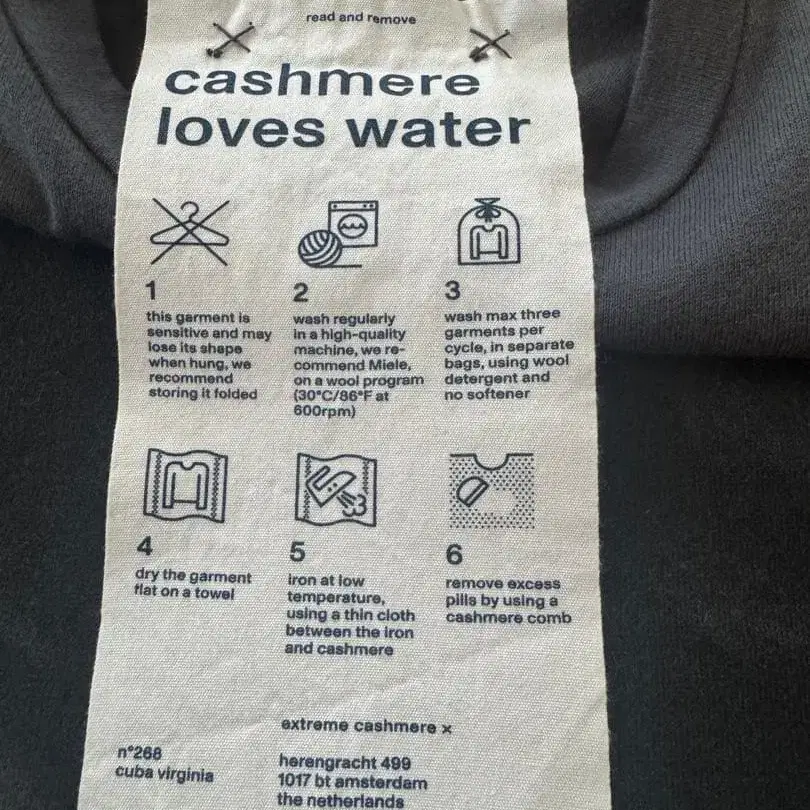 read and remove
cashmere
loves water
1
this garment is
sensitive and may
lose its shape
when hung, we
recommend
storing it folded
2
wash regularly
in a high-quality
machine, we re-
commend Miele,
on a wool program
(30°C/86°F at
600rpm)
3
wash max three
garments per
cycle, in separate
bags, using wool
detergent and
no softener
4
dry the garment
flat on a towel
5
iron at low
temperature,
using a thin cloth
between the iron
and cashmere
6
remove excess
pills by using a
cashmere comb
n°268
cuba virginia
extreme cashmere x
herengracht 499
1017 bt amsterdam
the netherlands